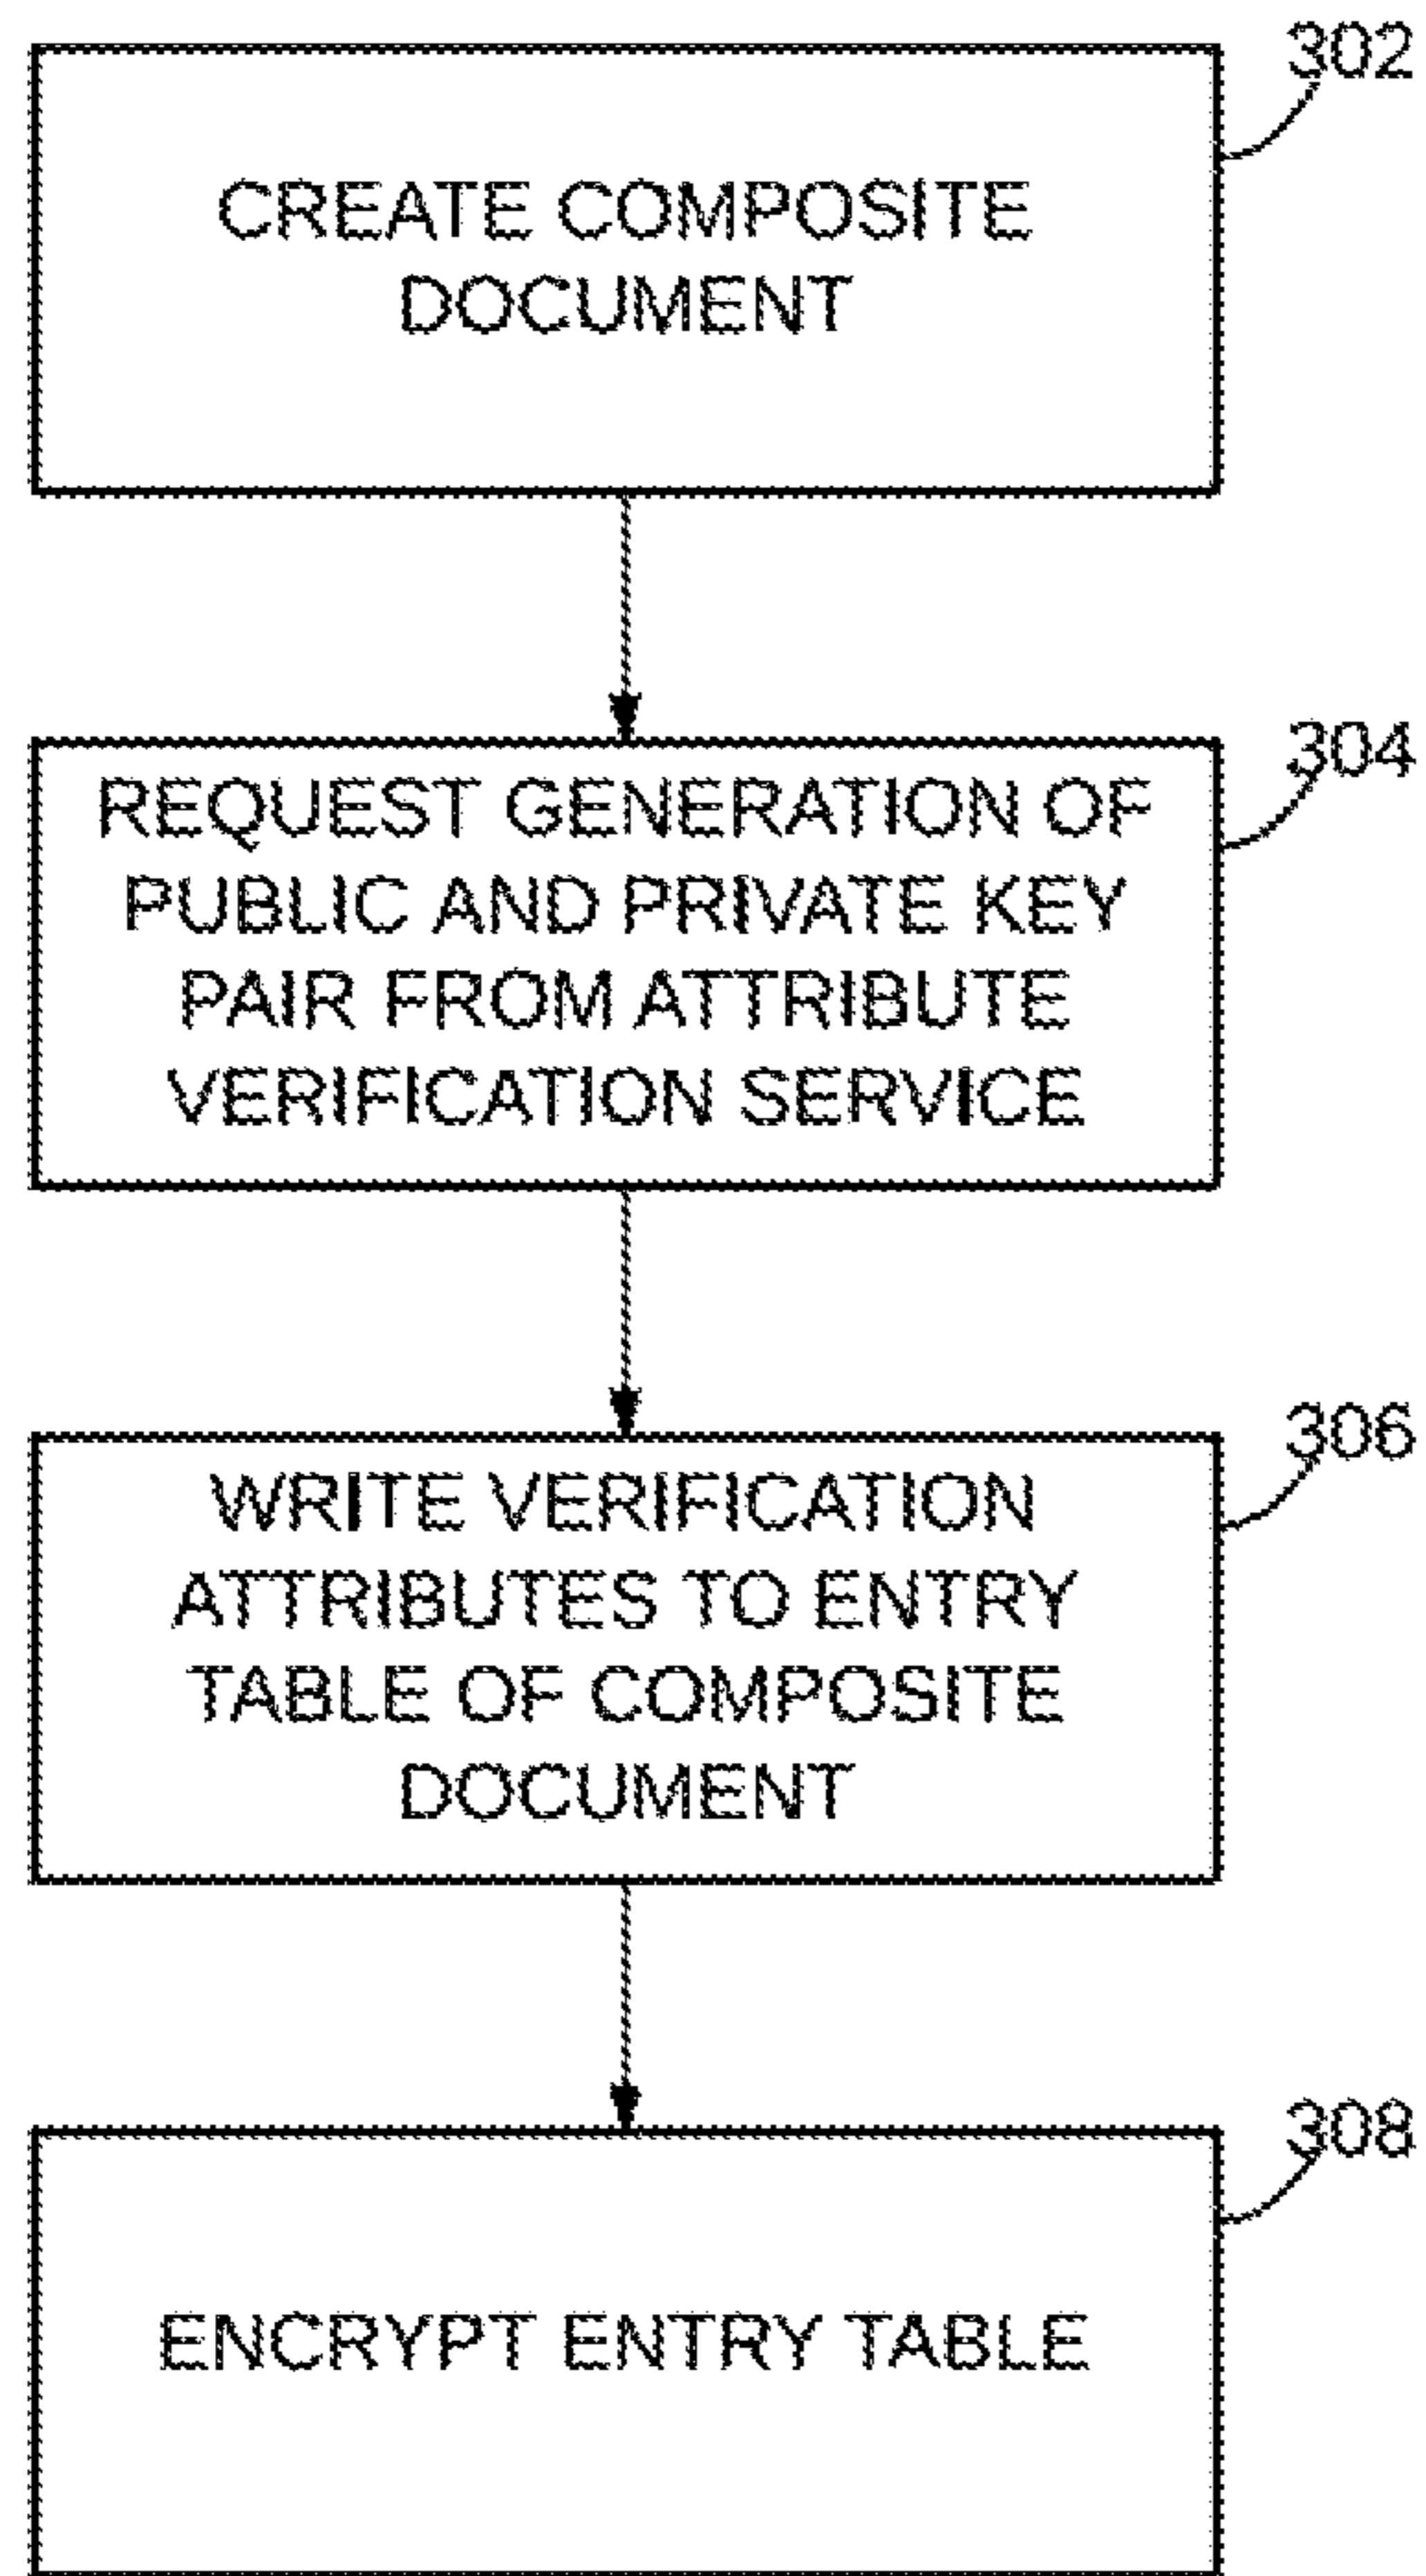 302
CREATE COMPOSITE
DOCUMENT
304
REQUEST GENERATION OF
PUBLIC AND PRIVATE KEY
PAIR FROM ATTRIBUTE
VERIFICATION SERVICE
306
WRITE VERIFICATION
ATTRIBUTES TO ENTRY
TABLE OF COMPOSITE
DOCUMENT
308
ENCRYPT ENTRY TABLE